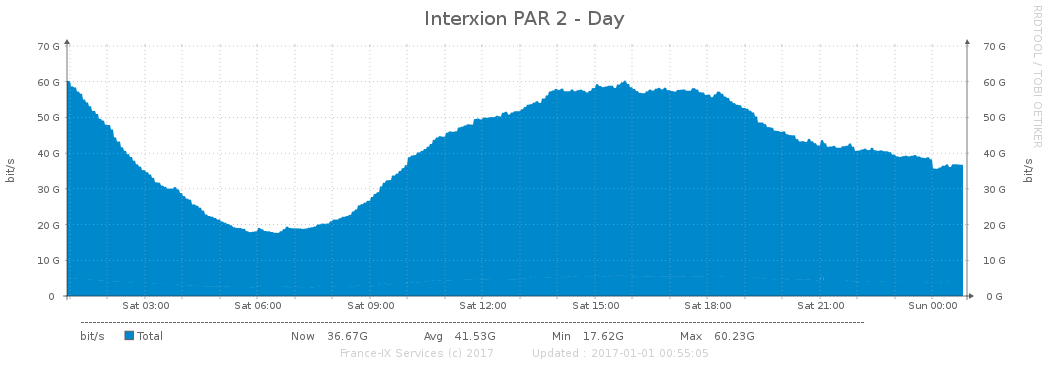 Interxion PAR 2 - Day
RRDTOOL / TOBI OETIKER
70 G 70 G
60 G 60 G
50 G 50 G
40 G 40 G
30 G 30 G
20 G 20 G
10 G 10 G
0 0 G
bit/s bit/s
Sat 03:00 Sat 06:00 Sat 09:00 Sat 12:00 Sat 15:00 Sat 18:00 Sat 21:00 Sun 00:00
bit/s Total Now 36.67G Avg 41.53G Min 17.62G Max 60.23G
France-IX Services (c) 2017 Updated : 2017-01-01 00:55:05